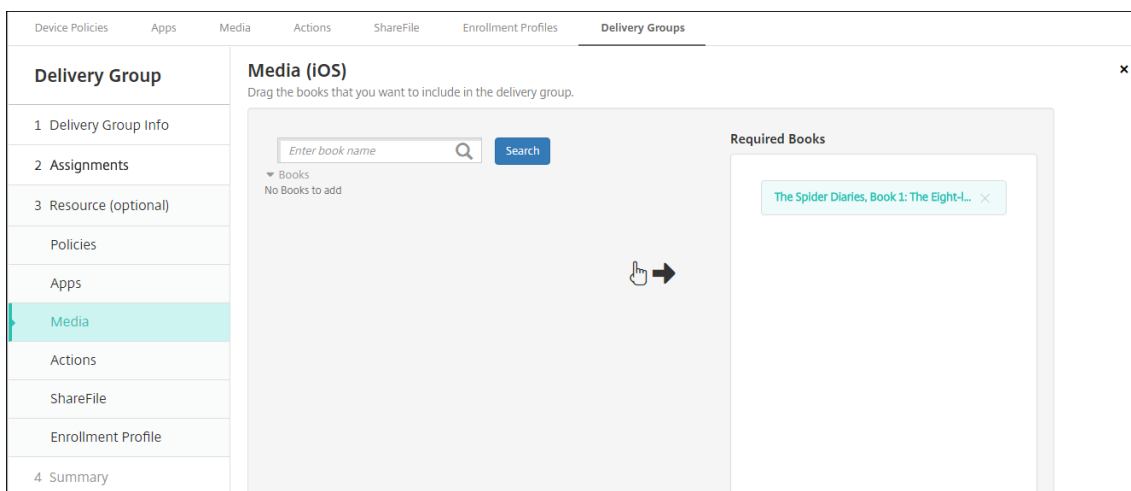 Device Policies Apps Media Actions ShareFile Enrollment Profiles Delivery Groups
Delivery Group
1 Delivery Group Info
2 Assignments
3 Resource (optional)
Policies
Apps
Media
Actions
ShareFile
Enrollment Profile
4 Summary
Media (iOS)
Drag the books that you want to include in the delivery group.
Enter book name
Search
Books
No Books to add
Required Books
The Spider Diaries, Book 1: The Eight-l...